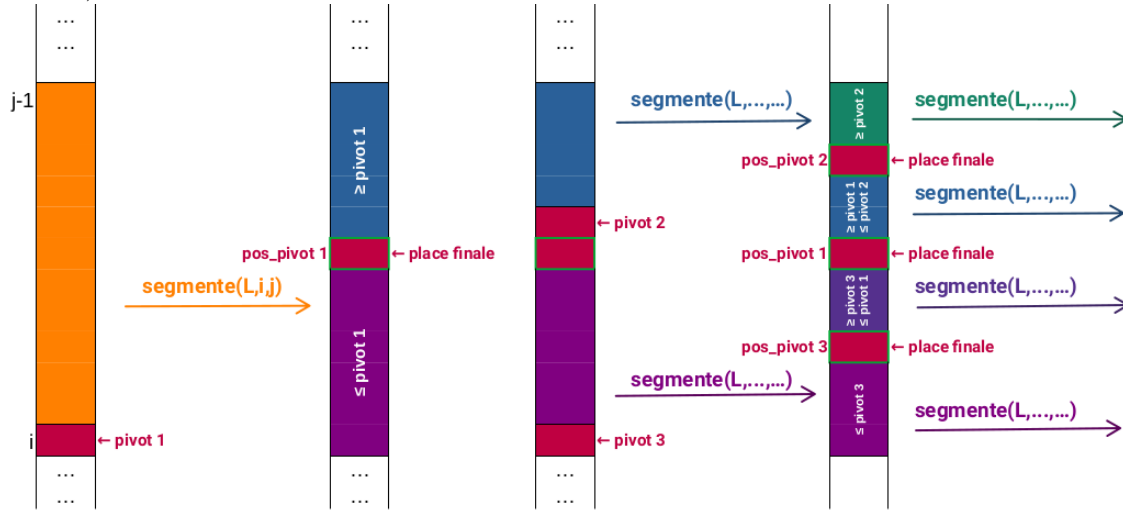 ...
...
...
...
...
...
...
...
j-1
segmente(L,...,...)
≥ pivot 2
segmente(L,...,...)
≥ pivot 1
pos_pivot 2
← place finale
≥ pivot 1
≤ pivot 2
segmente(L,...,...)
← pivot 2
pos_pivot 1
← place finale
pos_pivot 1
← place finale
segmente(L,i,j)
≥ pivot 3
≤ pivot 1
segmente(L,...,...)
≤ pivot 1
pos_pivot 3
← place finale
segmente(L,...,...)
≤ pivot 3
segmente(L,...,...)
i
← pivot 1
← pivot 3
...
...
...
...
...
...